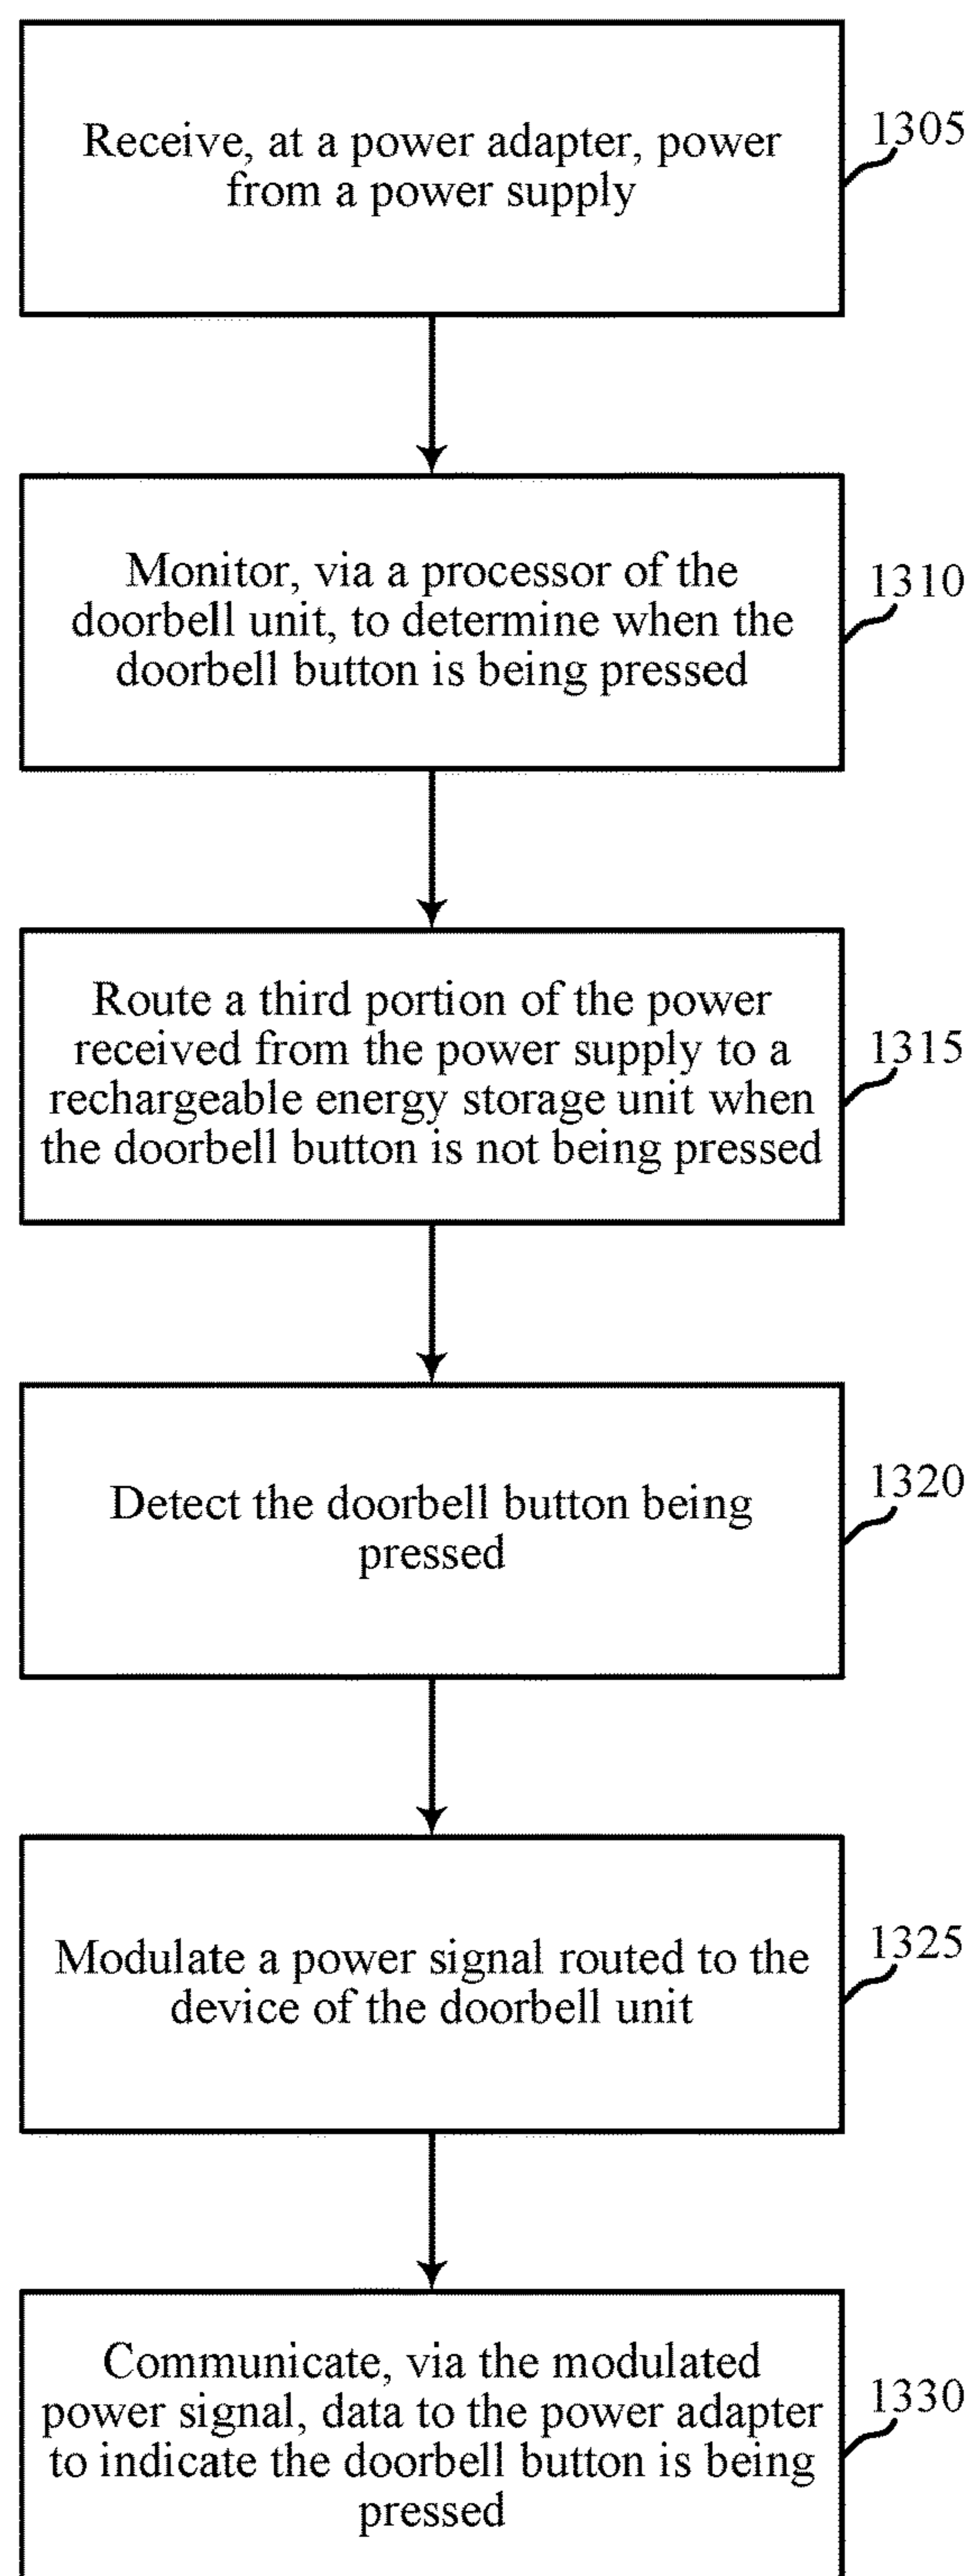 Receive, at a power adapter, power
from a power supply
1305
Monitor, via a processor of the
doorbell unit, to determine when the
doorbell button is being pressed
1310
Route a third portion of the power
received from the power supply to a
rechargeable energy storage unit when
the doorbell button is not being pressed
1315
Detect the doorbell button being
pressed
1320
Modulate a power signal routed to the
device of the doorbell unit
1325
Communicate, via the modulated
power signal, data to the power adapter
to indicate the doorbell button is being
pressed
1330